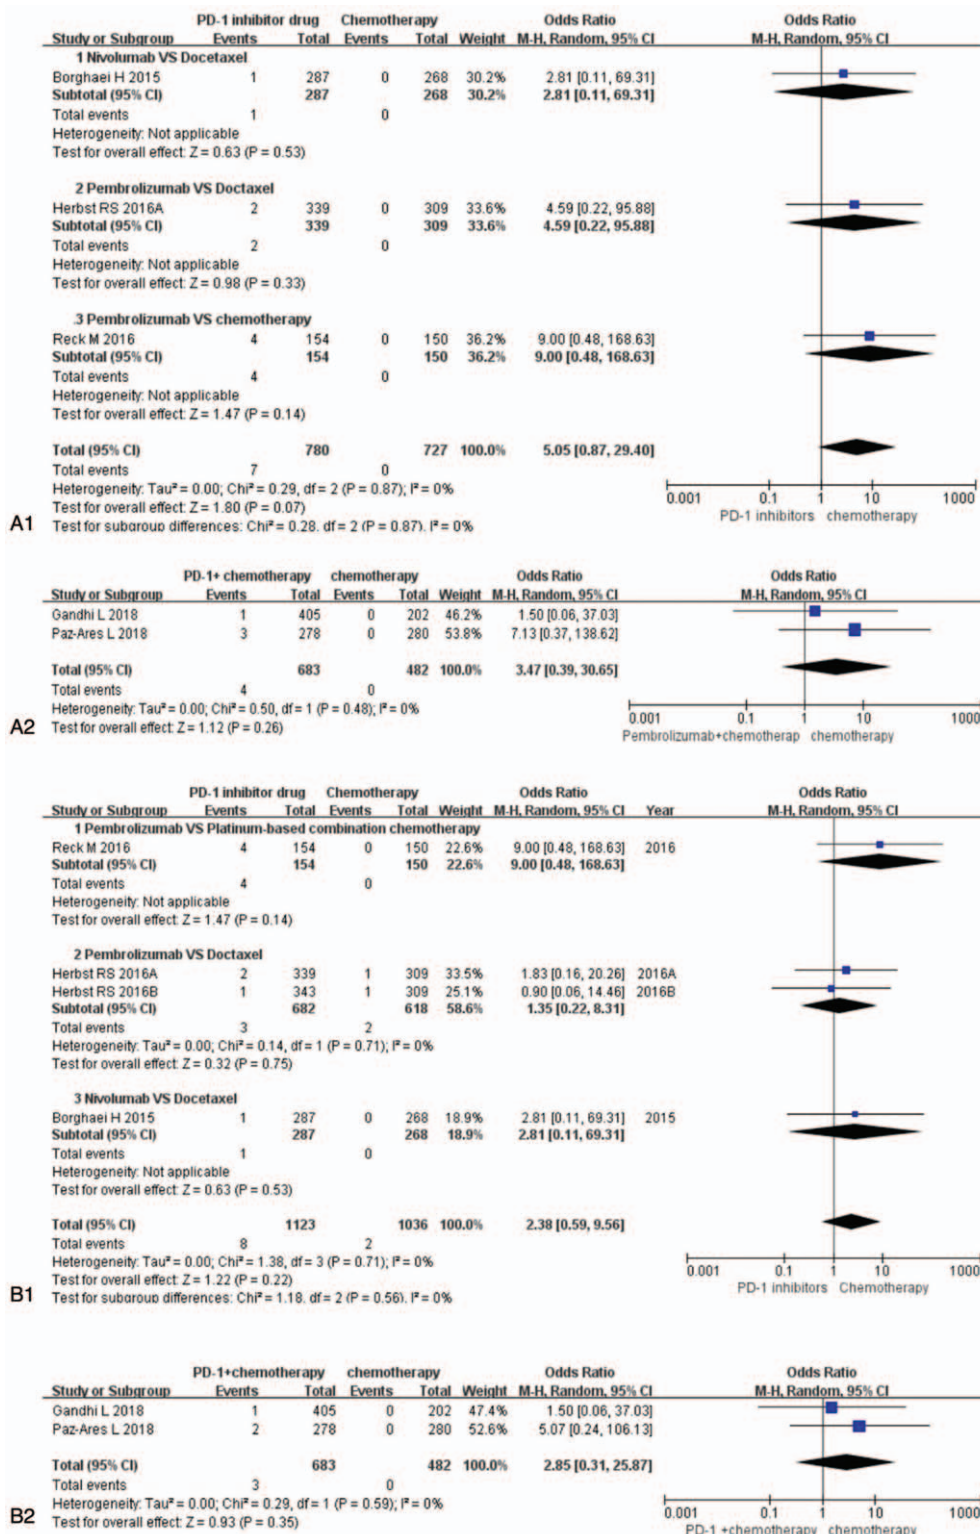 PD-1 inhibitor drug Chemotherapy Odds Ratio Odds Ratio
Study or Subgroup Events Total Events Total Weight M-H, Random, 95% CI M-H, Random, 95% CI
1 Nivolumab VS Docetaxel
Borghaei H 2015 1 287 0 268 30.2% 2.81 [0.11, 69.31]
Subtotal (95% CI) 287 268 30.2% 2.81 [0.11, 69.31]
Total events 1 0
Heterogeneity: Not applicable
Test for overall effect: Z = 0.63 (P = 0.53)
2 Pembrolizumab VS Doctaxel
Herbst RS 2016A 2 339 0 309 33.6% 4.59 [0.22, 95.88]
Subtotal (95% CI) 339 309 33.6% 4.59 [0.22, 95.88]
Total events 2 0
Heterogeneity: Not applicable
Test for overall effect: Z = 0.98 (P = 0.33)
.3 Pembrolizumab VS chemotherapy
Reck M 2016 4 154 0 150 36.2% 9.00 [0.48, 168.63]
Subtotal (95% CI) 154 150 36.2% 9.00 [0.48, 168.63]
Total events 4 0
Heterogeneity: Not applicable
Test for overall effect: Z = 1.47 (P = 0.14)
Total (95% CI) 780 727 100.0% 5.05 [0.87, 29.40]
Total events 7 0
Heterogeneity: Tau² = 0.00; Chi² = 0.29, df = 2 (P = 0.87); I² = 0%
Test for overall effect: Z = 1.80 (P = 0.07)
Test for subgroup differences: Chi² = 0.28, df = 2 (P = 0.87), I² = 0%
0.001 0.1 1 10 1000
PD-1 inhibitors chemotherapy
A1
PD-1+ chemotherapy chemotherapy Odds Ratio Odds Ratio
Study or Subgroup Events Total Events Total Weight M-H, Random, 95% CI M-H, Random, 95% CI
Gandhi L 2018 1 405 0 202 46.2% 1.50 [0.06, 37.03]
Paz-Ares L 2018 3 278 0 280 53.8% 7.13 [0.37, 138.62]
Total (95% CI) 683 482 100.0% 3.47 [0.39, 30.65]
Total events 4 0
Heterogeneity: Tau² = 0.00; Chi² = 0.50, df = 1 (P = 0.48); I² = 0%
Test for overall effect: Z = 1.12 (P = 0.26)
0.001 0.1 1 10 1000
Pembrolizumab+chemotherap chemotherapy
A2
PD-1 inhibitor drug Chemotherapy Odds Ratio Odds Ratio
Study or Subgroup Events Total Events Total Weight M-H, Random, 95% CI Year M-H, Random, 95% CI
1 Pembrolizumab VS Platinum-based combination chemotherapy
Reck M 2016 4 154 0 150 22.6% 9.00 [0.48, 168.63] 2016
Subtotal (95% CI) 154 150 22.6% 9.00 [0.48, 168.63]
Total events 4 0
Heterogeneity: Not applicable
Test for overall effect: Z = 1.47 (P = 0.14)
2 Pembrolizumab VS Doctaxel
Herbst RS 2016A 2 339 1 309 33.5% 1.83 [0.16, 20.26] 2016A
Herbst RS 2016B 1 343 1 309 25.1% 0.90 [0.06, 14.46] 2016B
Subtotal (95% CI) 682 618 58.6% 1.35 [0.22, 8.31]
Total events 3 2
Heterogeneity: Tau² = 0.00; Chi² = 0.14, df = 1 (P = 0.71); I² = 0%
Test for overall effect: Z = 0.32 (P = 0.75)
3 Nivolumab VS Docetaxel
Borghaei H 2015 1 287 0 268 18.9% 2.81 [0.11, 69.31] 2015
Subtotal (95% CI) 287 268 18.9% 2.81 [0.11, 69.31]
Total events 1 0
Heterogeneity: Not applicable
Test for overall effect: Z = 0.63 (P = 0.53)
Total (95% CI) 1123 1036 100.0% 2.38 [0.59, 9.56]
Total events 8 2
Heterogeneity: Tau² = 0.00; Chi² = 1.38, df = 3 (P = 0.71); I² = 0%
Test for overall effect: Z = 1.22 (P = 0.22)
Test for subgroup differences: Chi² = 1.18, df = 2 (P = 0.56), I² = 0%
0.001 0.1 1 10 1000
PD-1 inhibitors Chemotherapy
B1
PD-1+chemotherapy chemotherapy Odds Ratio Odds Ratio
Study or Subgroup Events Total Events Total Weight M-H, Random, 95% CI M-H, Random, 95% CI
Gandhi L 2018 1 405 0 202 47.4% 1.50 [0.06, 37.03]
Paz-Ares L 2018 2 278 0 280 52.6% 5.07 [0.24, 106.13]
Total (95% CI) 683 482 100.0% 2.85 [0.31, 25.87]
Total events 3 0
Heterogeneity: Tau² = 0.00; Chi² = 0.29, df = 1 (P = 0.59); I² = 0%
Test for overall effect: Z = 0.93 (P = 0.35)
0.001 0.1 1 10 1000
PD-1 +chemotherapy chemotherapy
B2